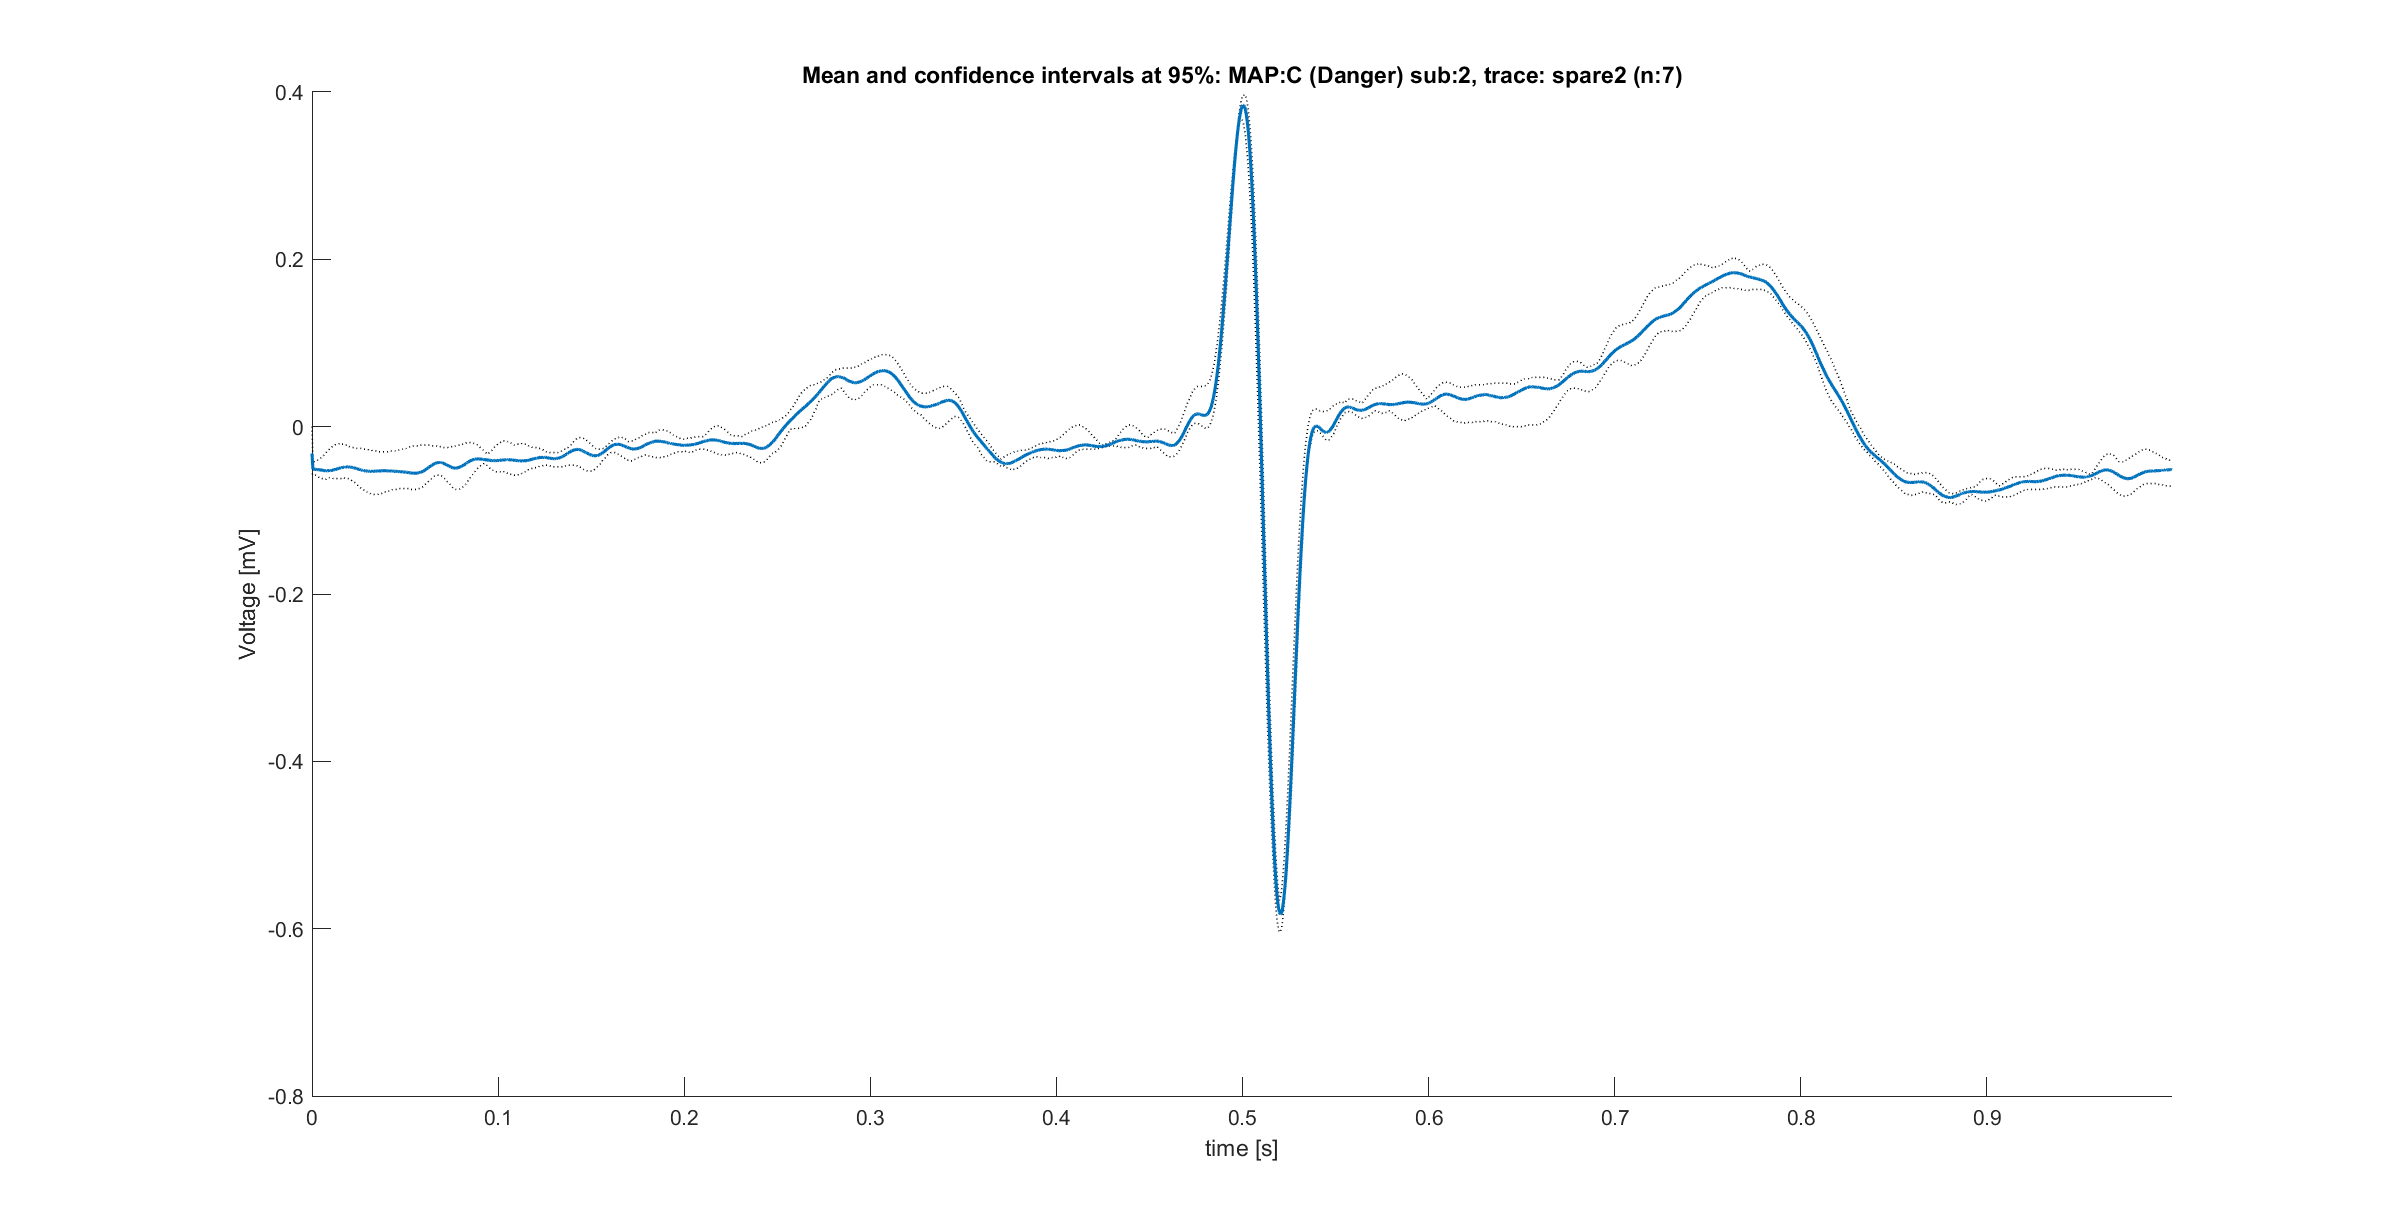 Mean and confidence intervals at 95%: MAP:C (Danger) sub:2, trace: spare2 (n:7)
0.4
0.2
0
-0.2
-0.4
-0.6
-0.8
Voltage [mV]
0 0.1 0.2 0.3 0.4 0.5 0.6 0.7 0.8 0.9
time [s]